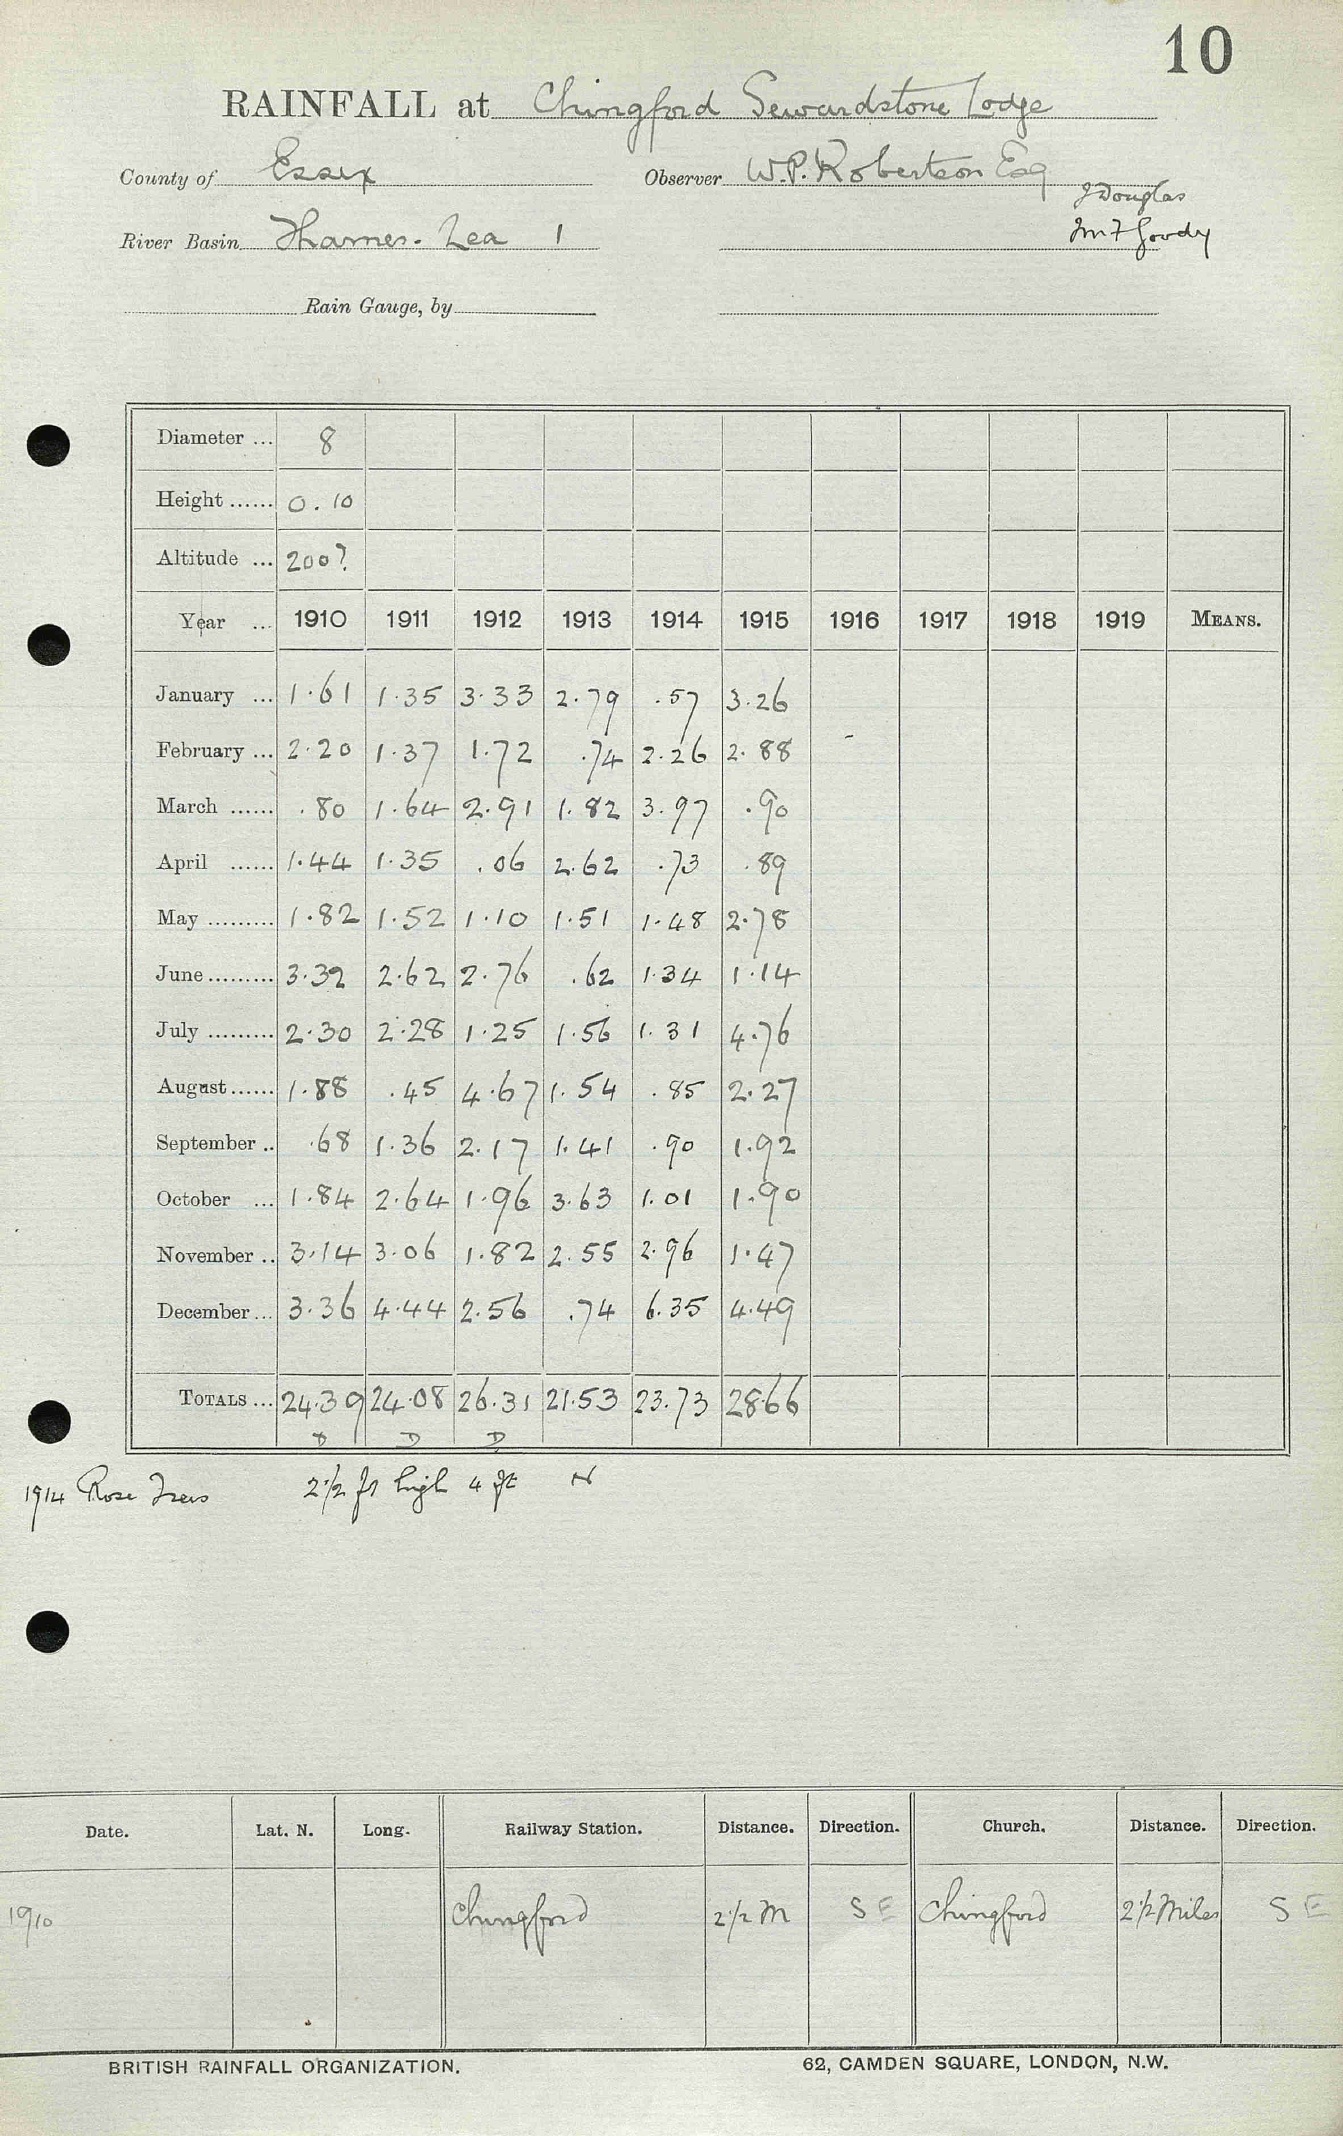 10
RAINFALL at Chingford Sewardstone Lodge
County of Essex Observer W.P. Robertson Esq
J Douglas
River Basin Thames. Lea 1
Rain Gauge, by
Diameter ... 8
Height ...... 0.10
Altitude ... 200?
Year ... 1910 1911 1912 1913 1914 1915 1916 1917 1918 1919 MEANS.
January ... 1.61 1.35 3.33 2.79 .57 3.26
February ... 2.20 1.37 1.72 .74 2.26 2.88 -
March ...... .80 1.64 2.91 1.82 3.97 .90
April ...... 1.44 1.35 .06 2.62 .73 .89
May ......... 1.82 1.52 1.10 1.51 1.48 2.78
June ......... 3.32 2.62 2.76 .62 1.34 1.14
July ......... 2.30 2.28 1.25 1.56 1.31 4.76
August ...... 1.88 .45 4.67 1.54 .85 2.27
September .. .68 1.36 2.17 1.41 .90 1.92
October ... 1.84 2.64 1.96 3.63 1.01 1.90
November .. 3.14 3.06 1.82 2.55 2.96 1.47
December ... 3.36 4.44 2.56 .74 6.35 4.49
TOTALS ... 24.39 24.08 26.31 21.53 23.73 28.66
D D D
1914 Rose Trees 2 1/2 ft high 4 ft N
Date. Lat. N. Long. Railway Station. Distance. Direction. Church. Distance. Direction.
1910 Chingford 2 1/2 M SE Chingford 2 1/2 Miles SE
BRITISH RAINFALL ORGANIZATION. 62, CAMDEN SQUARE, LONDON, N.W.